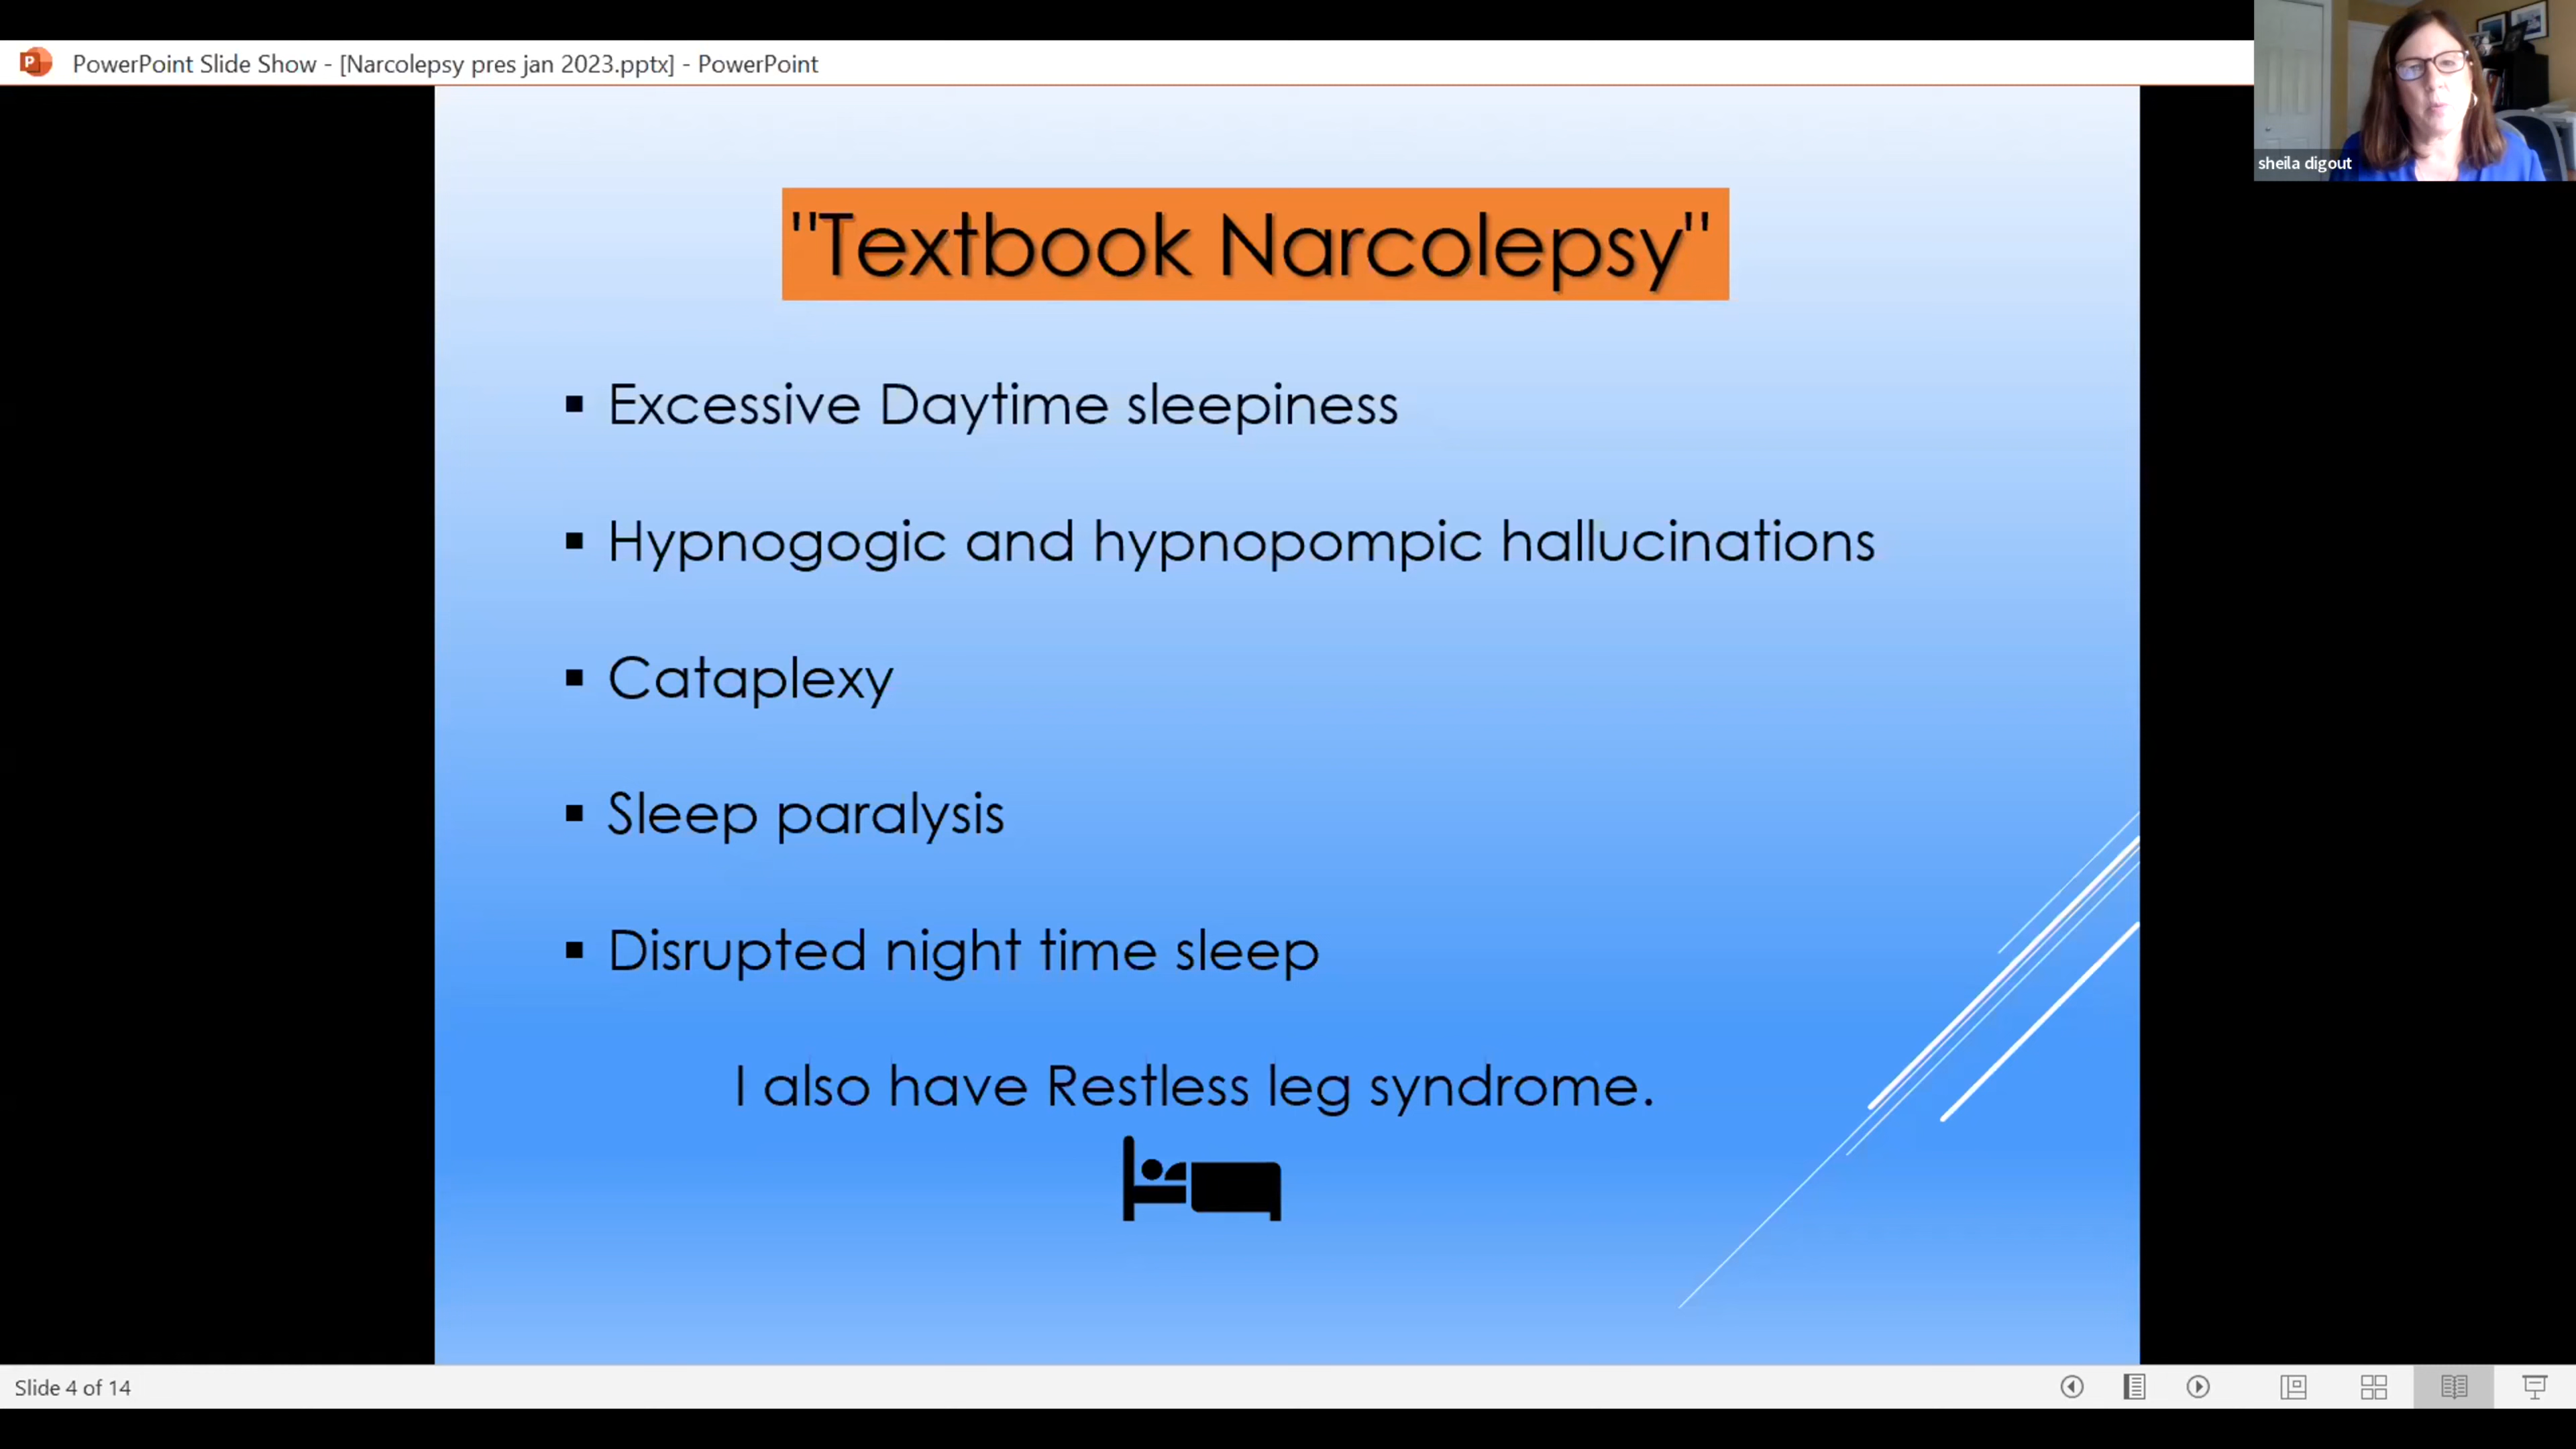 PowerPoint Slide Show - [Narcolepsy pres jan 2023.pptx] - PowerPoint
sheila digout
"Textbook Narcolepsy"
▪ Excessive Daytime sleepiness
▪ Hypnogogic and hypnopompic hallucinations
▪ Cataplexy
▪ Sleep paralysis
▪ Disrupted night time sleep
I also have Restless leg syndrome.
Slide 4 of 14